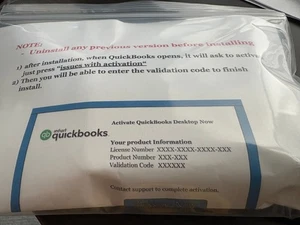 NOTE:
- Uninstall any previous version before installing
1) after installation, when QuickBooks opens, it will ask to activ
just press "issues with activation"
2) Then you will be able to enter the validation code to finish
install.
Activate QuickBooks Desktop Now
intuit
quickbooks.
Your product Information
License Number XXXX-XXXX-XXXX-XXX
Product Number XXX-XXX
Validation Code XXXXXX
Contact support to complete activation.